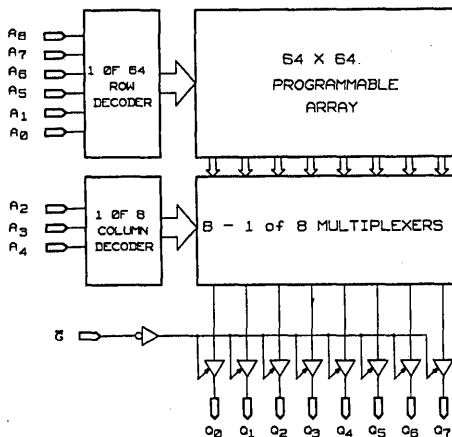 A8
A7
A6
A5
A1
A0
1 0F 64
ROW
DECODER
64 X 64.
PROGRAMMABLE
ARRAY
A2
A3
A4
1 0F 8
COLUMN
DECODER
8 - 1 of 8 MULTIPLEXERS
G̅
Q0 Q1 Q2 Q3 Q4 Q5 Q6 Q7